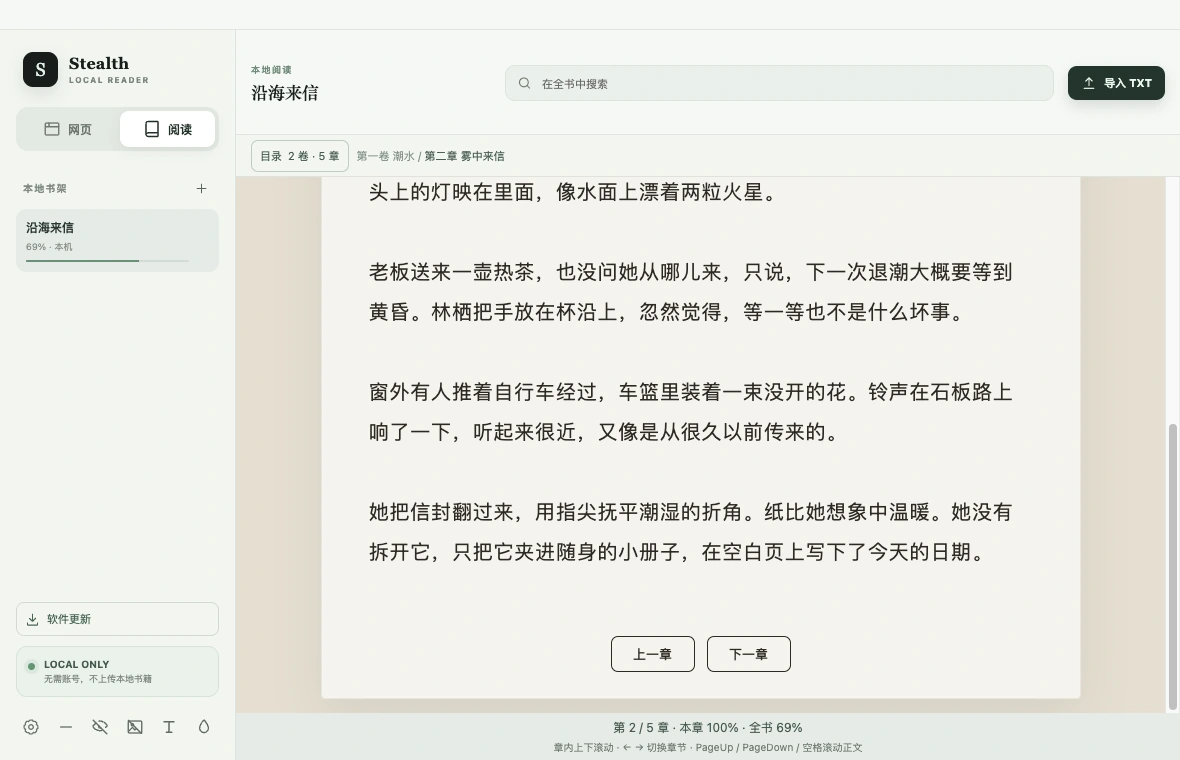 S
Stealth
LOCAL READER
网页
阅读
本地书架
沿海来信
69% · 本机
软件更新
LOCAL ONLY
无需账号，不上传本地书籍
本地阅读
沿海来信
在全书中搜索
导入 TXT
目录 2 卷 · 5 章
第一卷 潮水 / 第二章 雾中来信
头上的灯映在里面，像水面上漂着两粒火星。
老板送来一壶热茶，也没问她从哪儿来，只说，下一次退潮大概要等到
黄昏。林栖把手放在杯沿上，忽然觉得，等一等也不是什么坏事。
窗外有人推着自行车经过，车篮里装着一束没开的花。铃声在石板路上
响了一下，听起来很近，又像是从很久以前传来的。
她把信封翻过来，用指尖抚平潮湿的折角。纸比她想象中温暖。她没有
拆开它，只把它夹进随身的小册子，在空白页上写下了今天的日期。
上一章
下一章
第 2 / 5 章 · 本章 100% · 全书 69%
章内上下滚动 · ← → 切换章节 · PageUp / PageDown / 空格滚动正文